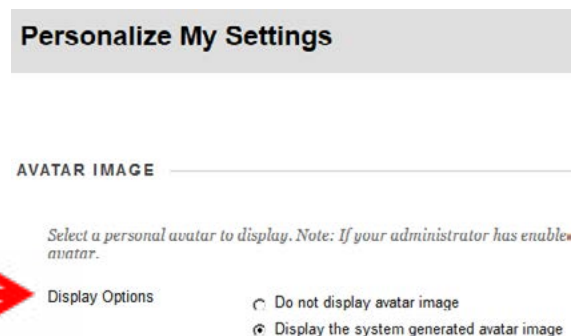 Personalize My Settings
AVATAR IMAGE
Select a personal avatar to display. Note: If your administrator has enable
avatar.
Display Options
Do not display avatar image
Display the system generated avatar image